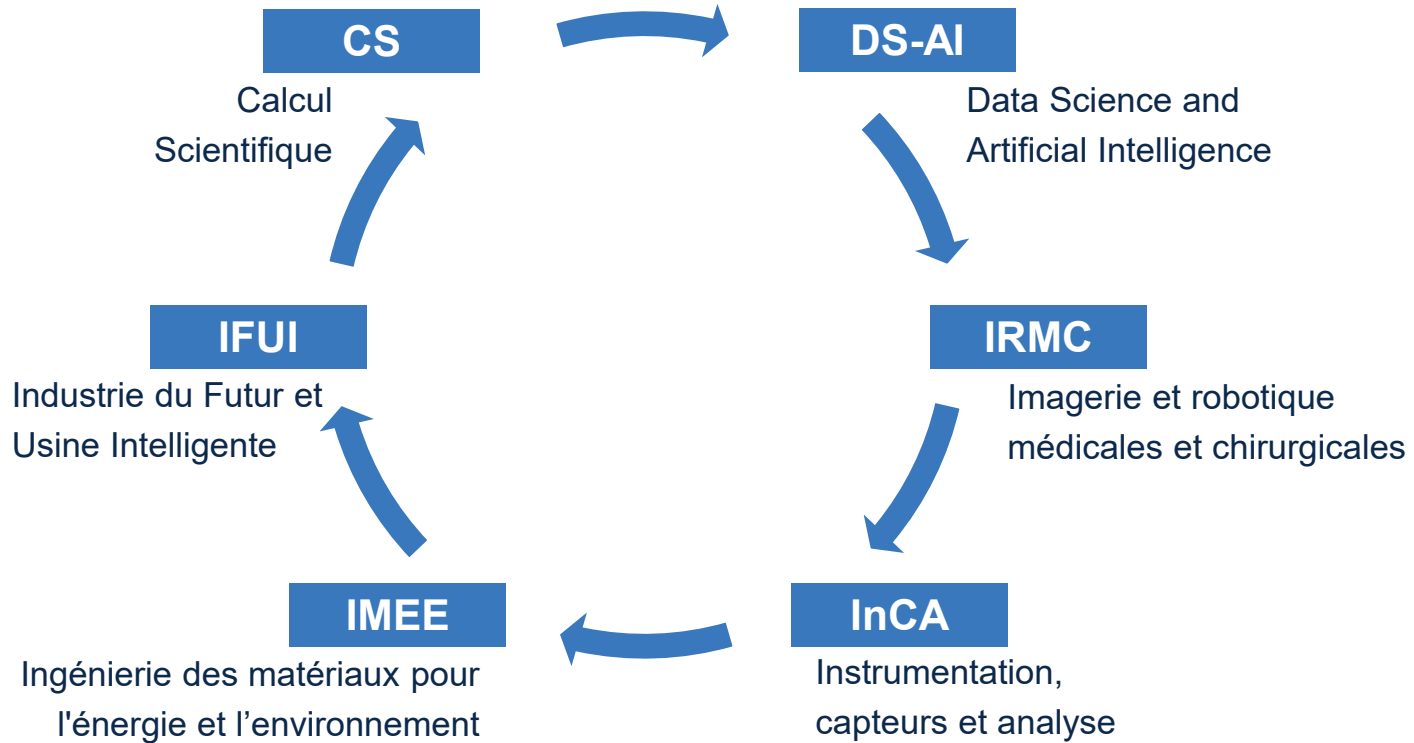 CS
Calcul
Scientifique
DS-AI
Data Science and
Artificial Intelligence
IFUI
Industrie du Futur et
Usine Intelligente
IRMC
Imagerie et robotique
médicales et chirurgicales
IMEE
Ingénierie des matériaux pour
l'énergie et l’environnement
InCA
Instrumentation,
capteurs et analyse